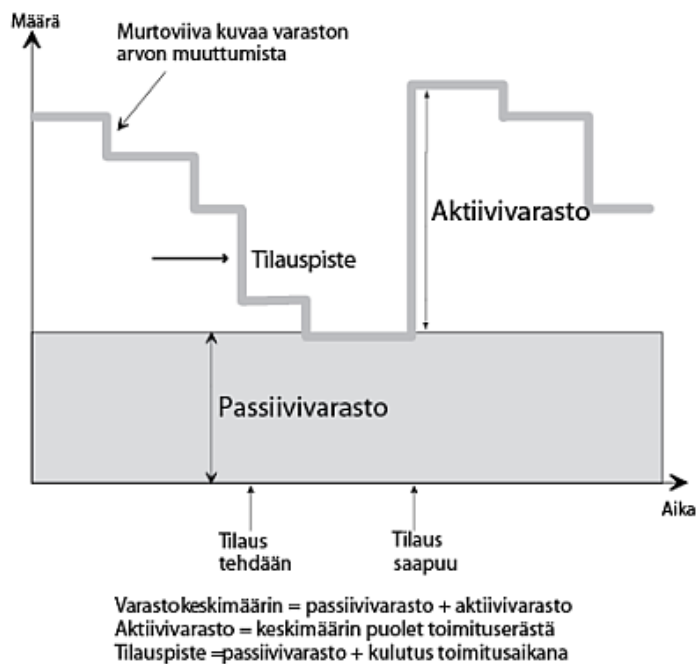 Määrä
Murtoviiva kuvaa varaston
arvon muuttumista
Aktiivivarasto
Tilauspiste
Passiivivarasto
Aika
Tilaus
tehdään
Tilaus
saapuu
Varastokeskimäärin = passiivivarasto + aktiivivarasto
Aktiivivarasto = keskimäärin puolet toimituserästä
Tilauspiste =passiivivarasto + kulutus toimitusaikana